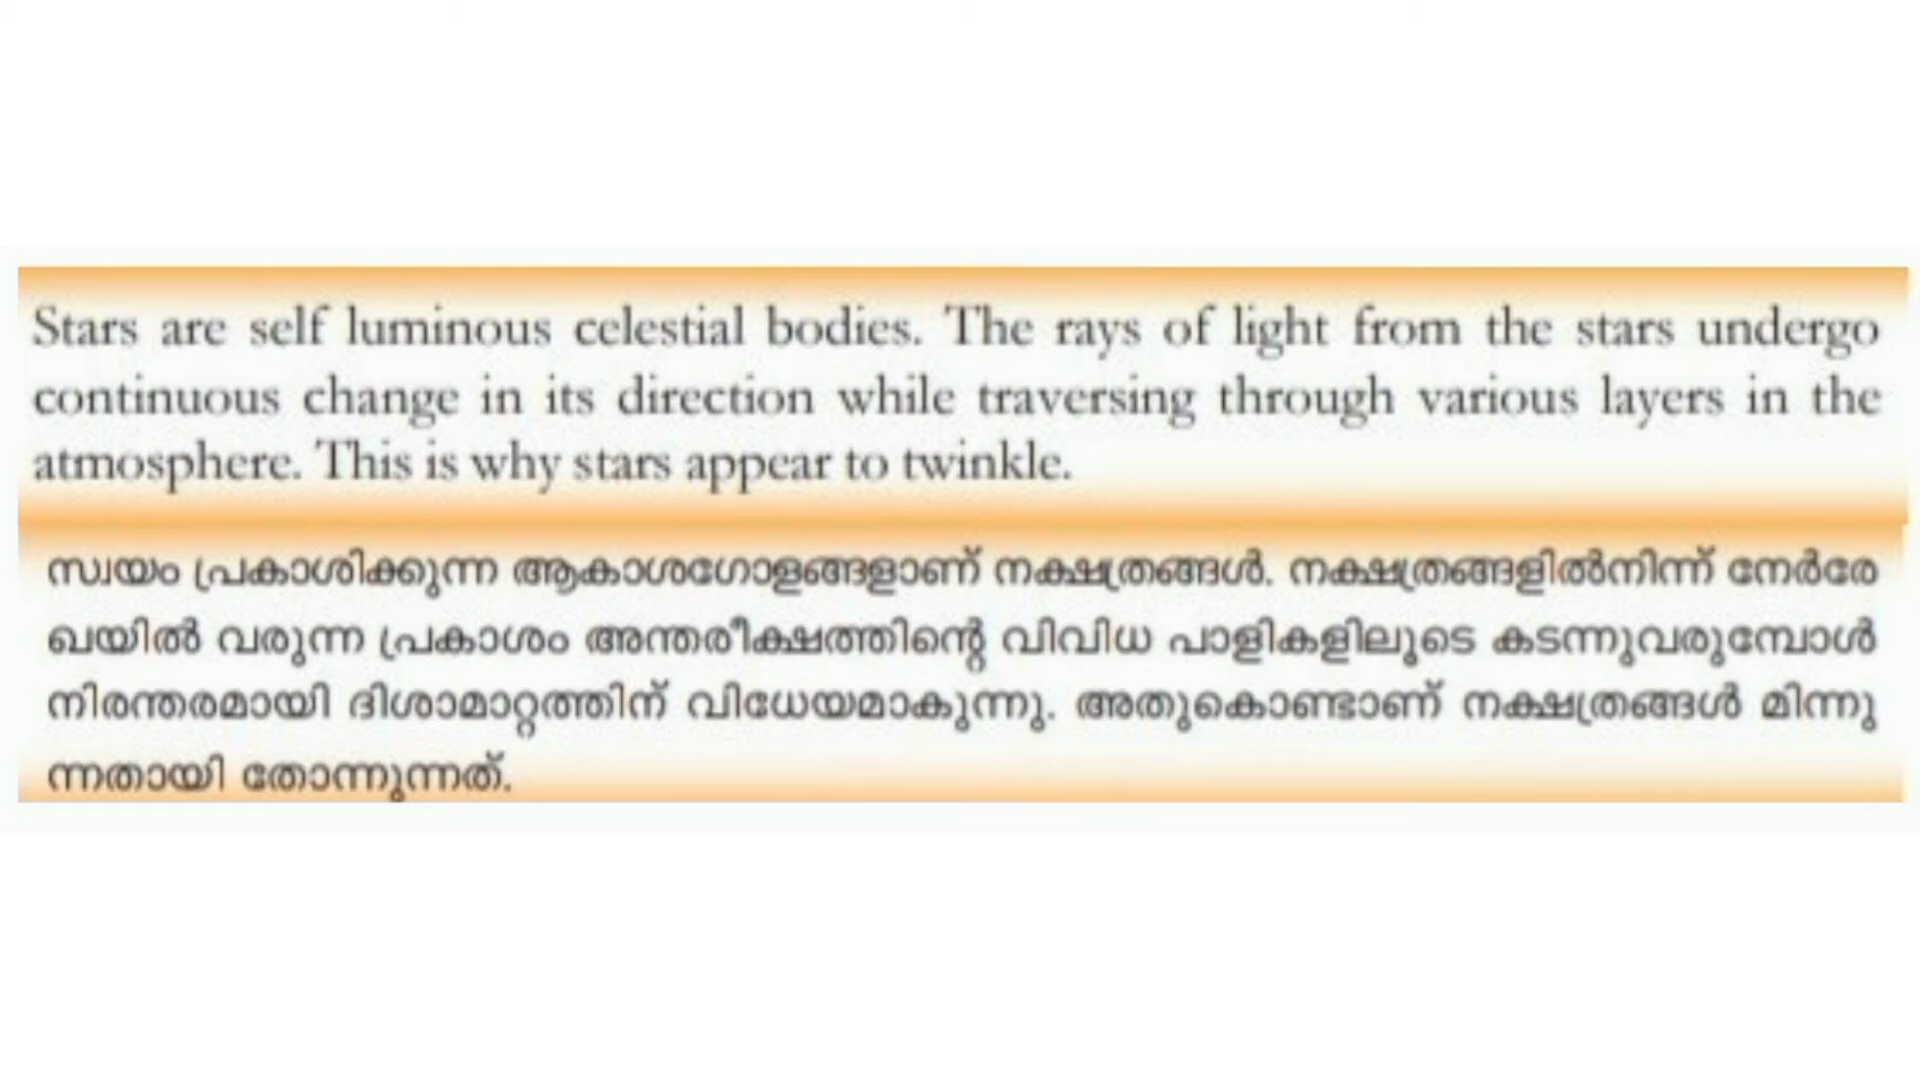 Stars are self luminous celestial bodies. The rays of light from the stars undergo
continuous change in its direction while traversing through various layers in the
atmosphere. This is why stars appear to twinkle.
സ്വയം പ്രകാശിക്കുന്ന ആകാശഗോളങ്ങളാണ് നക്ഷത്രങ്ങൾ. നക്ഷത്രങ്ങളിൽനിന്ന് നേർരേ
ഖയിൽ വരുന്ന പ്രകാശം അന്തരീക്ഷത്തിന്റെ വിവിധ പാളികളിലൂടെ കടന്നുവരുമ്പോൾ
നിരന്തരമായി ദിശാമാറ്റത്തിന് വിധേയമാകുന്നു. അതുകൊണ്ടാണ് നക്ഷത്രങ്ങൾ മിന്നു
ന്നതായി തോന്നുന്നത്.